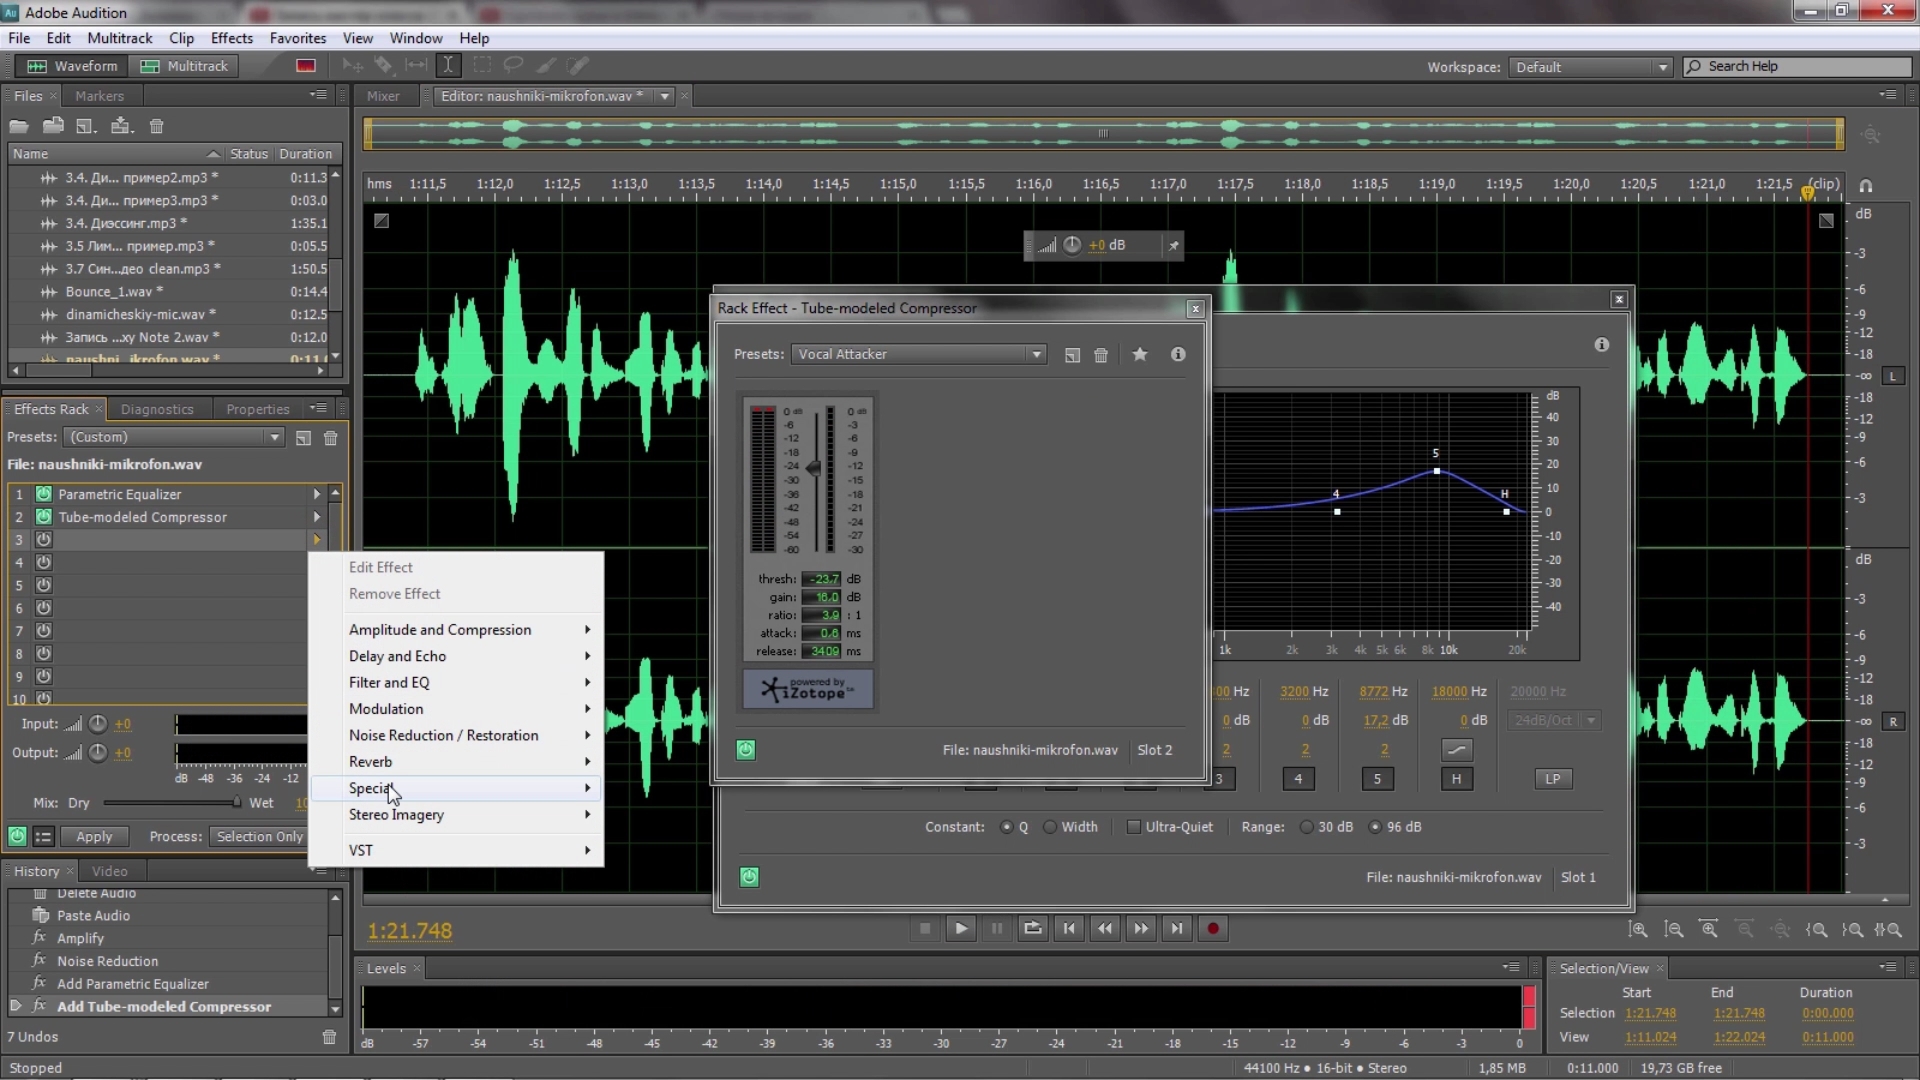 Adobe Audition
File Edit Multitrack Clip Effects Favorites View Window Help
Waveform Multitrack Workspace: Default Search Help
Files Markers
Name Status Duration
3.4. Ди... пример2.mp3 * 0:11.3
3.4. Ди... пример3.mp3 * 0:03.0
3.4. Диэссинг.mp3 * 1:35.1
3.5 Лим... пример.mp3 * 0:05.5
3.7 Син...део clean.mp3 * 1:50.5
Bounce_1.wav * 0:14.4
dinamicheskiy-mic.wav * 0:12.5
Запись ...ху Note 2.wav * 0:12.0
naushni...ikrofon.wav * 0:11.0
Mixer Editor: naushniki-mikrofon.wav *
hms 1:11,5 1:12,0 1:12,5 1:13,0 1:13,5 1:14,0 1:14,5 1:15,0 1:15,5 1:16,0 1:16,5 1:17,0 1:17,5 1:18,0 1:18,5 1:19,0 1:19,5 1:20,0 1:20,5 1:21,0 1:21,5 (clip)
+0 dB
dB
-3
-6
-9
-12
-18
-∞ L
-18
-12
-9
-6
-3
dB
-3
-6
-9
-12
-18
-∞ R
-18
-12
-9
-6
-3
Effects Rack Diagnostics Properties
Presets: (Custom)
File: naushniki-mikrofon.wav
1 Parametric Equalizer
2 Tube-modeled Compressor
3
4
5
6
7
8
9
10
Input: +0
Output: +0
dB -48 -36 -24 -12
Mix: Dry Wet 10
Apply Process: Selection Only
Edit Effect
Remove Effect
Amplitude and Compression
Delay and Echo
Filter and EQ
Modulation
Noise Reduction / Restoration
Reverb
Special
Stereo Imagery
VST
Rack Effect - Tube-modeled Compressor
Presets: Vocal Attacker
0 dB 0 dB
-6 -3
-12 -6
-18 -9
-24 -12
-30 -15
-36 -18
-42 -21
-48 -24
-54 -27
-60 -30
thresh: -23.7 dB
gain: 16.0 dB
ratio: 3.9 : 1
attack: 0.6 ms
release: 3409 ms
powered by
iZotope
File: naushniki-mikrofon.wav Slot 2
dB
40
30
20
10
0
-10
-20
-30
-40
4 5 H
1k 2k 3k 4k 5k 6k 8k 10k 20k
00 Hz 3200 Hz 8772 Hz 18000 Hz 20000 Hz
0 dB 0 dB 17,2 dB 0 dB 24dB/Oct
2 2 2
3 4 5 H LP
Constant: Q Width Ultra-Quiet Range: 30 dB 96 dB
File: naushniki-mikrofon.wav Slot 1
History Video
Delete Audio
Paste Audio
Amplify
Noise Reduction
Add Parametric Equalizer
Add Tube-modeled Compressor
7 Undos
1:21.748
Levels
dB -57 -54 -51 -48 -45 -42 -39 -36 -33 -30 -27 -24 -21 -18 -15 -12 -9 -6 -3 0
Selection/View
Start End Duration
Selection 1:21.748 1:21.748 0:00.000
View 1:11.024 1:22.024 0:11.000
Stopped 44100 Hz • 16-bit • Stereo 1,85 MB 0:11.000 19,73 GB free